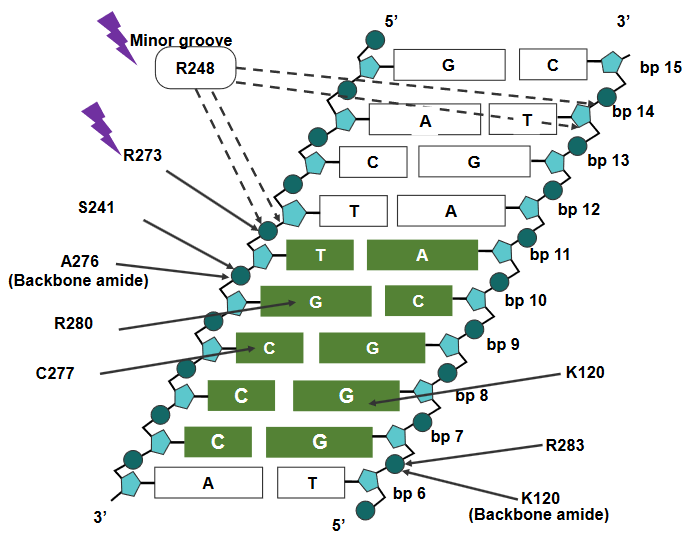 5’ 3’
Minor groove
R248
G C bp 15
A T bp 14
R273
C G bp 13
S241
T A bp 12
A276
(Backbone amide)
T A bp 11
R280
G C bp 10
C277
C G bp 9
K120
C G bp 8
C G bp 7
R283
A T bp 6
K120
(Backbone amide)
3’ 5’